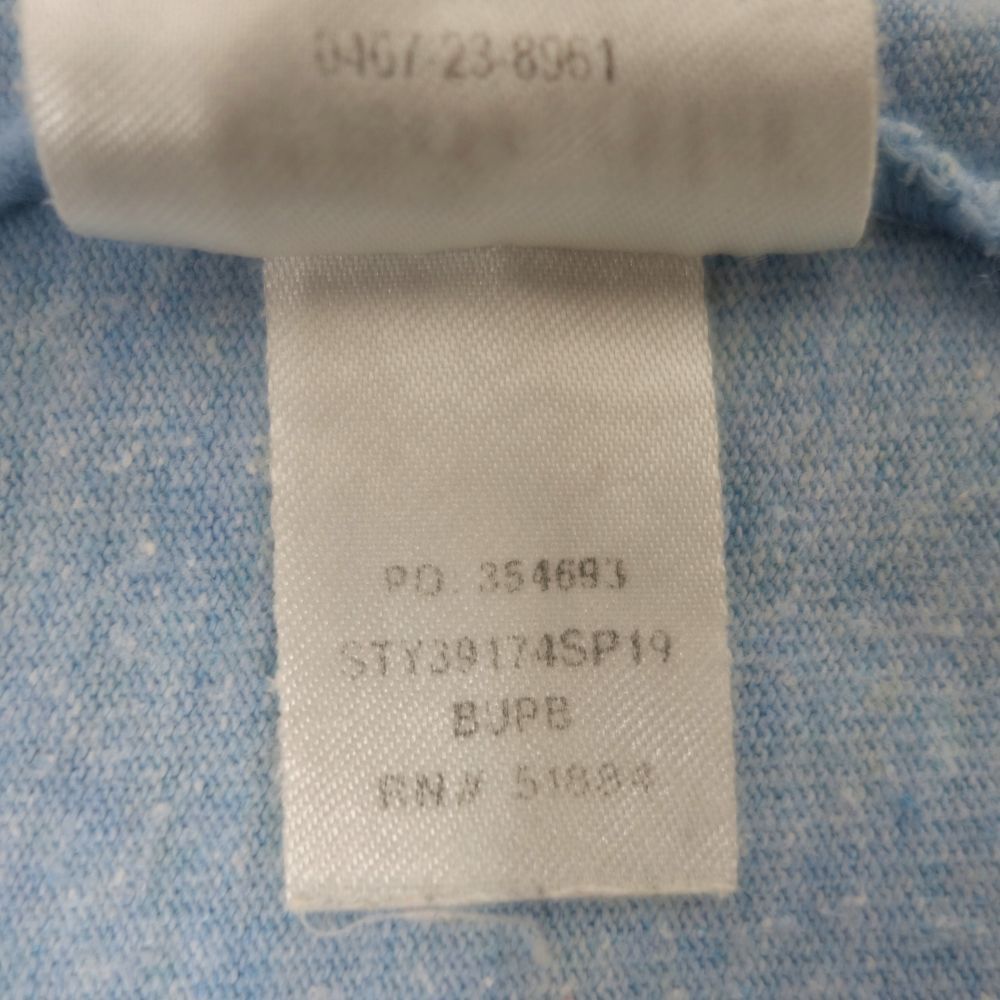 0467-23-8961
PO. 354693
STY39174SP19
BJPB
RN# 51884